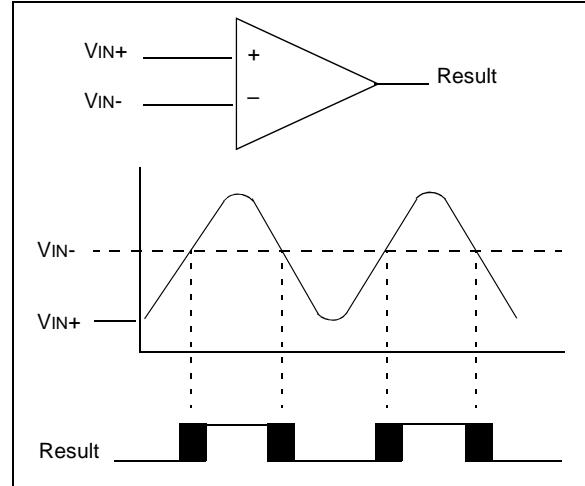 VIN+
+
Result
VIN-
–
VIN-
VIN+
Result